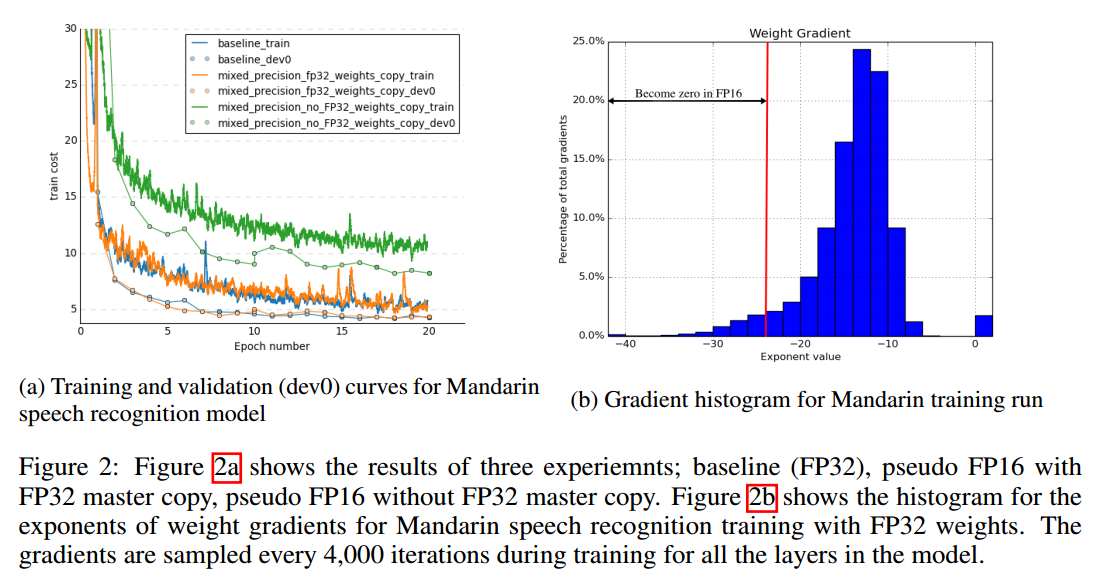 30
25
20
15
10
5
train cost
0
5
10
15
20
Epoch number
baseline_train
baseline_dev0
mixed_precision_fp32_weights_copy_train
mixed_precision_fp32_weights_copy_dev0
mixed_precision_no_FP32_weights_copy_train
mixed_precision_no_FP32_weights_copy_dev0
(a) Training and validation (dev0) curves for Mandarin
speech recognition model
Weight Gradient
25.0%
20.0%
15.0%
10.0%
5.0%
0.0%
Percentage of total gradients
Become zero in FP16
−40
−30
−20
−10
0
Exponent value
(b) Gradient histogram for Mandarin training run
Figure 2: Figure 2a shows the results of three experiemnts; baseline (FP32), pseudo FP16 with
FP32 master copy, pseudo FP16 without FP32 master copy. Figure 2b shows the histogram for the
exponents of weight gradients for Mandarin speech recognition training with FP32 weights. The
gradients are sampled every 4,000 iterations during training for all the layers in the model.